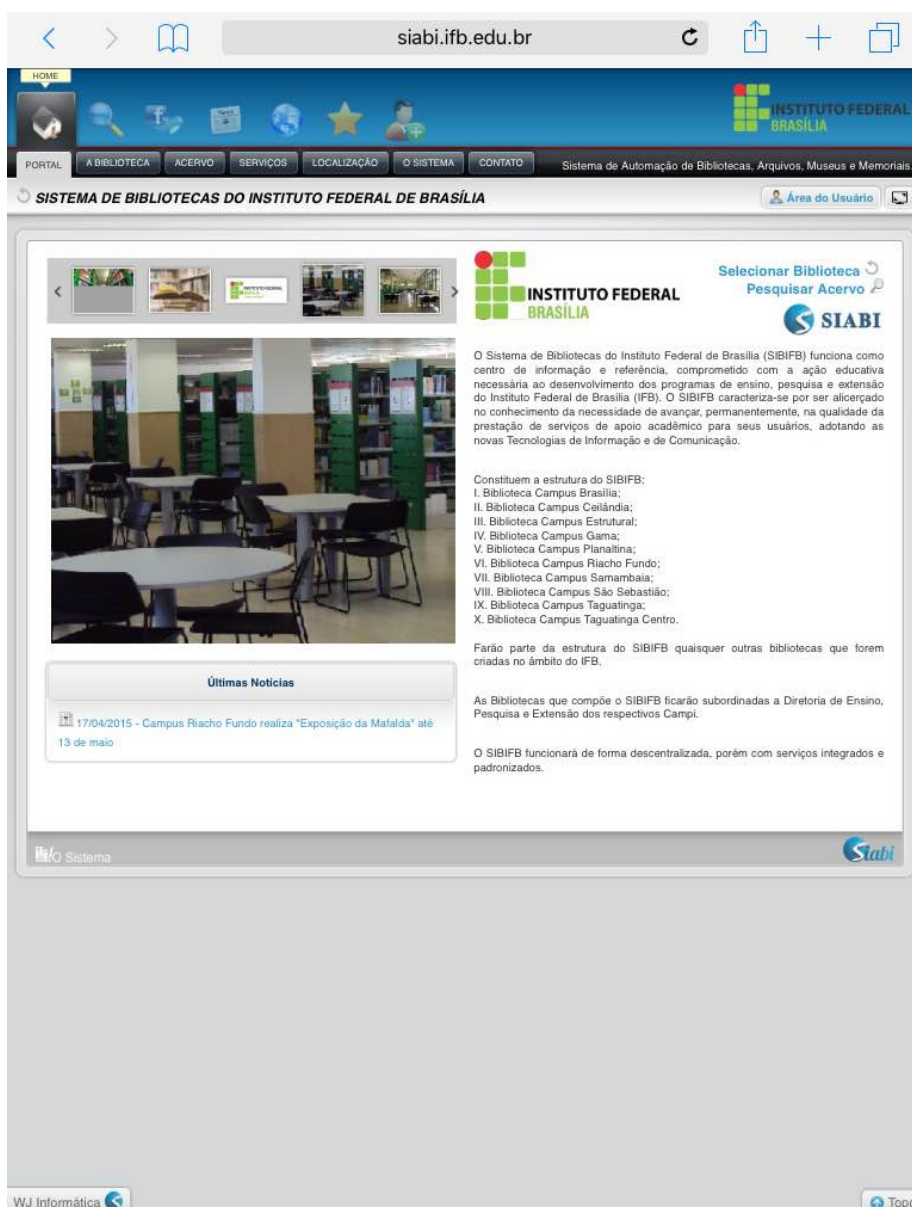 siabi.ifb.edu.br
HOME
INSTITUTO FEDERAL
BRASÍLIA
PORTAL
A BIBLIOTECA
ACERVO
SERVIÇOS
LOCALIZAÇÃO
O SISTEMA
CONTATO
Sistema de Automação de Bibliotecas, Arquivos, Museus e Memoriais
SISTEMA DE BIBLIOTECAS DO INSTITUTO FEDERAL DE BRASÍLIA
Área do Usuário
INSTITUTO FEDERAL
BRASÍLIA
Selecionar Biblioteca
Pesquisar Acervo
SIABI
O Sistema de Bibliotecas do Instituto Federal de Brasília (SIBIFB) funciona como
centro de informação e referência, comprometido com a ação educativa
necessária ao desenvolvimento dos programas de ensino, pesquisa e extensão
do Instituto Federal de Brasília (IFB). O SIBIFB caracteriza-se por ser alicerçado
no conhecimento da necessidade de avançar, permanentemente, na qualidade da
prestação de serviços de apoio acadêmico para seus usuários, adotando as
novas Tecnologias de Informação e de Comunicação.
Constituem a estrutura do SIBIFB:
I. Biblioteca Campus Brasília;
II. Biblioteca Campus Ceilândia;
III. Biblioteca Campus Estrutural;
IV. Biblioteca Campus Gama;
V. Biblioteca Campus Planaltina;
VI. Biblioteca Campus Riacho Fundo;
VII. Biblioteca Campus Samambaia;
VIII. Biblioteca Campus São Sebastião;
IX. Biblioteca Campus Taguatinga;
X. Biblioteca Campus Taguatinga Centro.
Farão parte da estrutura do SIBIFB quaisquer outras bibliotecas que forem
criadas no âmbito do IFB.
As Bibliotecas que compõe o SIBIFB ficarão subordinadas a Diretoria de Ensino,
Pesquisa e Extensão dos respectivos Campi.
O SIBIFB funcionará de forma descentralizada, porém com serviços integrados e
padronizados.
Últimas Notícias
17/04/2015 - Campus Riacho Fundo realiza "Exposição da Mafalda" até
13 de maio
O Sistema
Siabi
WJ Informática
Topo